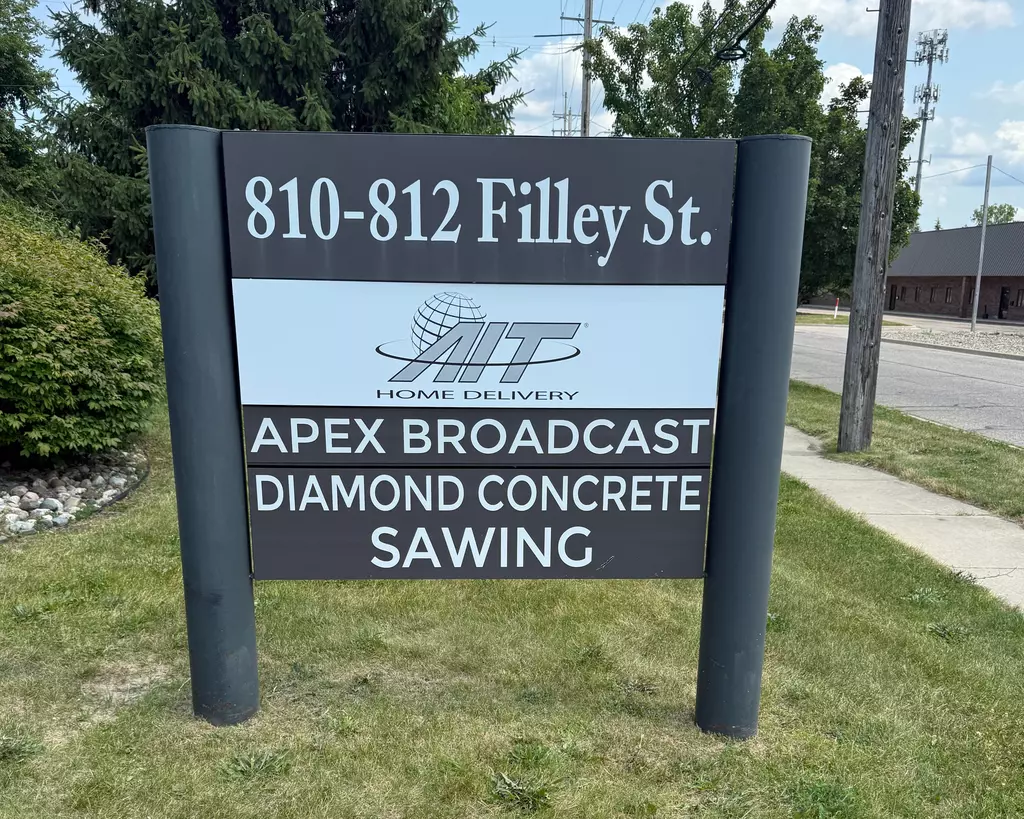 810-812 Filley St.
AIT®
HOME DELIVERY
APEX BROADCAST
DIAMOND CONCRETE
SAWING